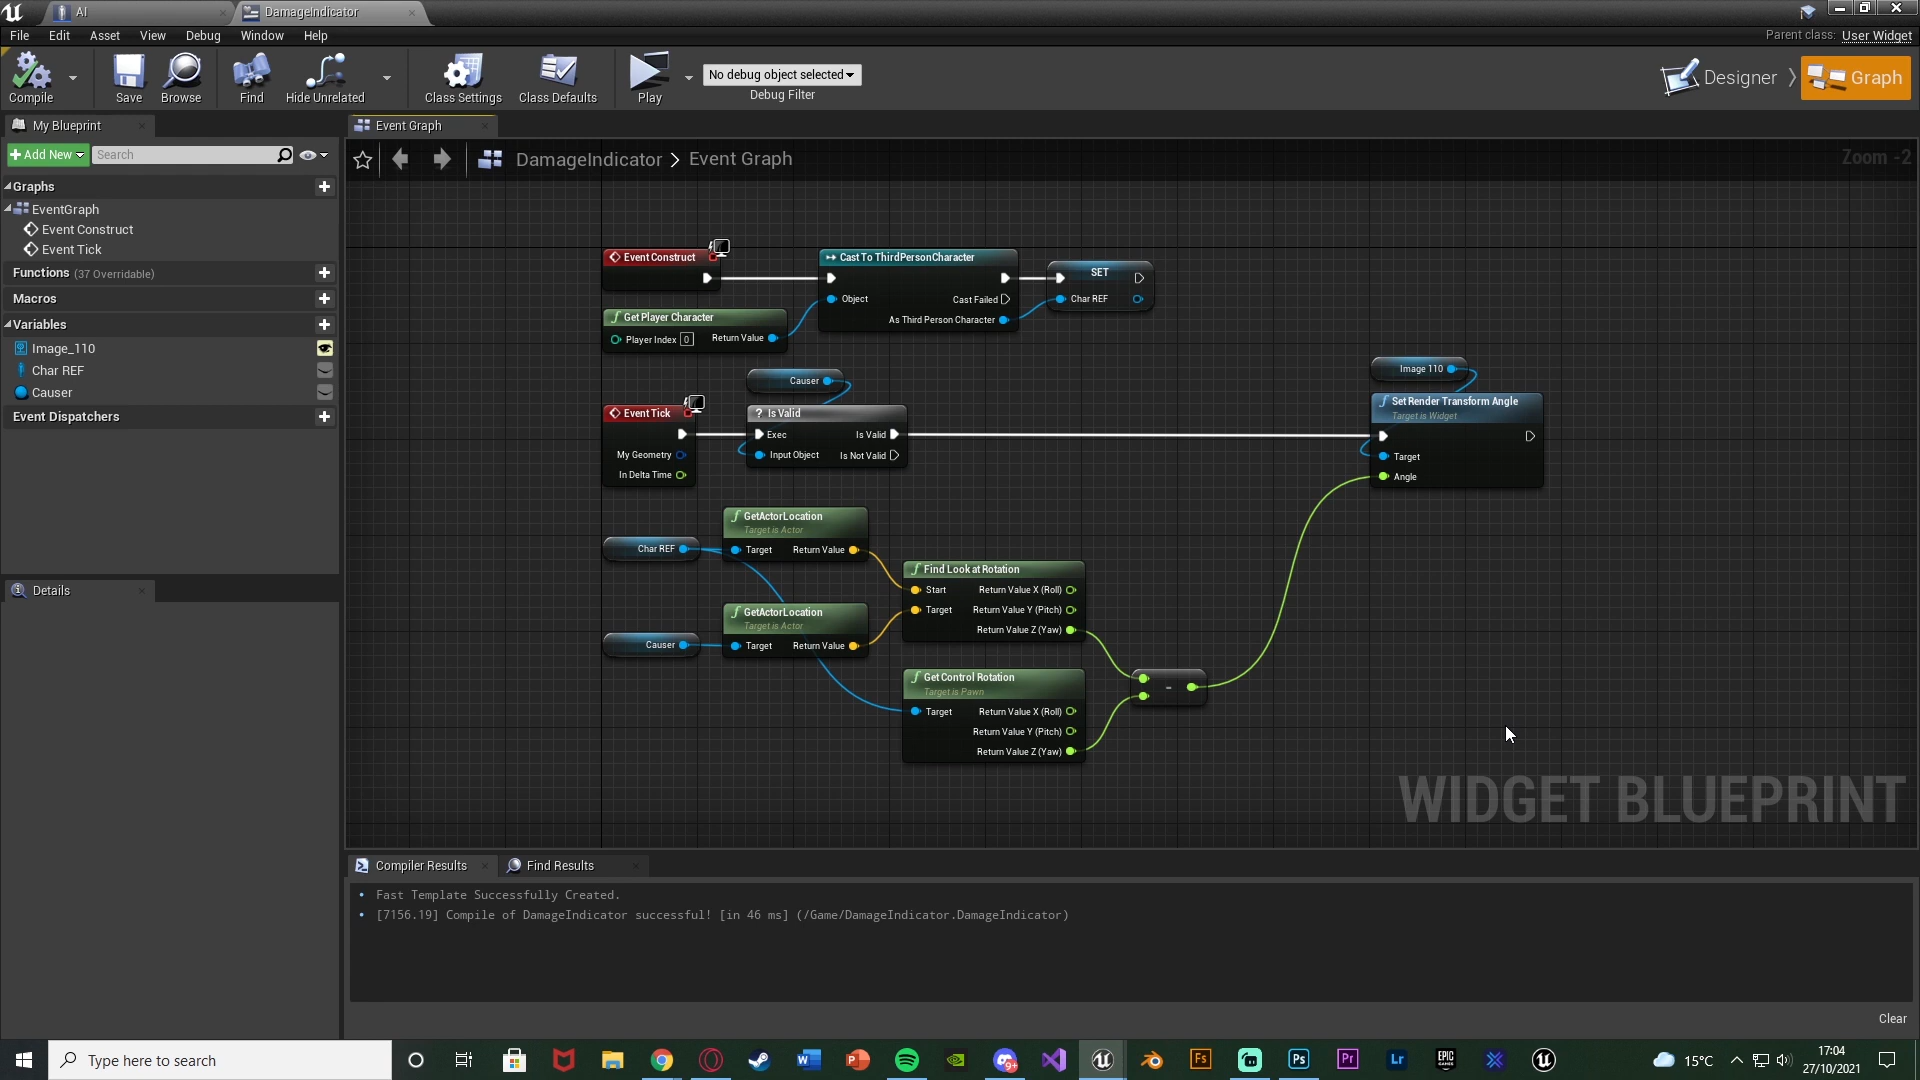 AI
DamageIndicator
File Edit Asset View Debug Window Help
Parent class: User Widget
Compile
Save
Browse
Find
Hide Unrelated
Class Settings
Class Defaults
Play
No debug object selected
Debug Filter
Designer
Graph
My Blueprint
Add New
Search
Graphs
EventGraph
Event Construct
Event Tick
Functions (37 Overridable)
Macros
Variables
Image_110
Char REF
Causer
Event Dispatchers
Details
Event Graph
DamageIndicator > Event Graph
Zoom -2
Event Construct
Get Player Character
Player Index 0 Return Value
Cast To ThirdPersonCharacter
Object
Cast Failed
As Third Person Character
SET
Char REF
Causer
Event Tick
My Geometry
In Delta Time
? Is Valid
Exec Is Valid
Input Object Is Not Valid
Image 110
Set Render Transform Angle
Target is Widget
Target
Angle
Char REF
GetActorLocation
Target is Actor
Target Return Value
Causer
GetActorLocation
Target is Actor
Target Return Value
Find Look at Rotation
Start Return Value X (Roll)
Target Return Value Y (Pitch)
Return Value Z (Yaw)
Get Control Rotation
Target is Pawn
Target Return Value X (Roll)
Return Value Y (Pitch)
Return Value Z (Yaw)
-
WIDGET BLUEPRINT
Compiler Results
Find Results
Fast Template Successfully Created.
[7156.19] Compile of DamageIndicator successful! [in 46 ms] (/Game/DamageIndicator.DamageIndicator)
Clear
Type here to search
9+
Fs
Ps
Pr
Lr
EPIC
GAMES
15°C
17:04
27/10/2021